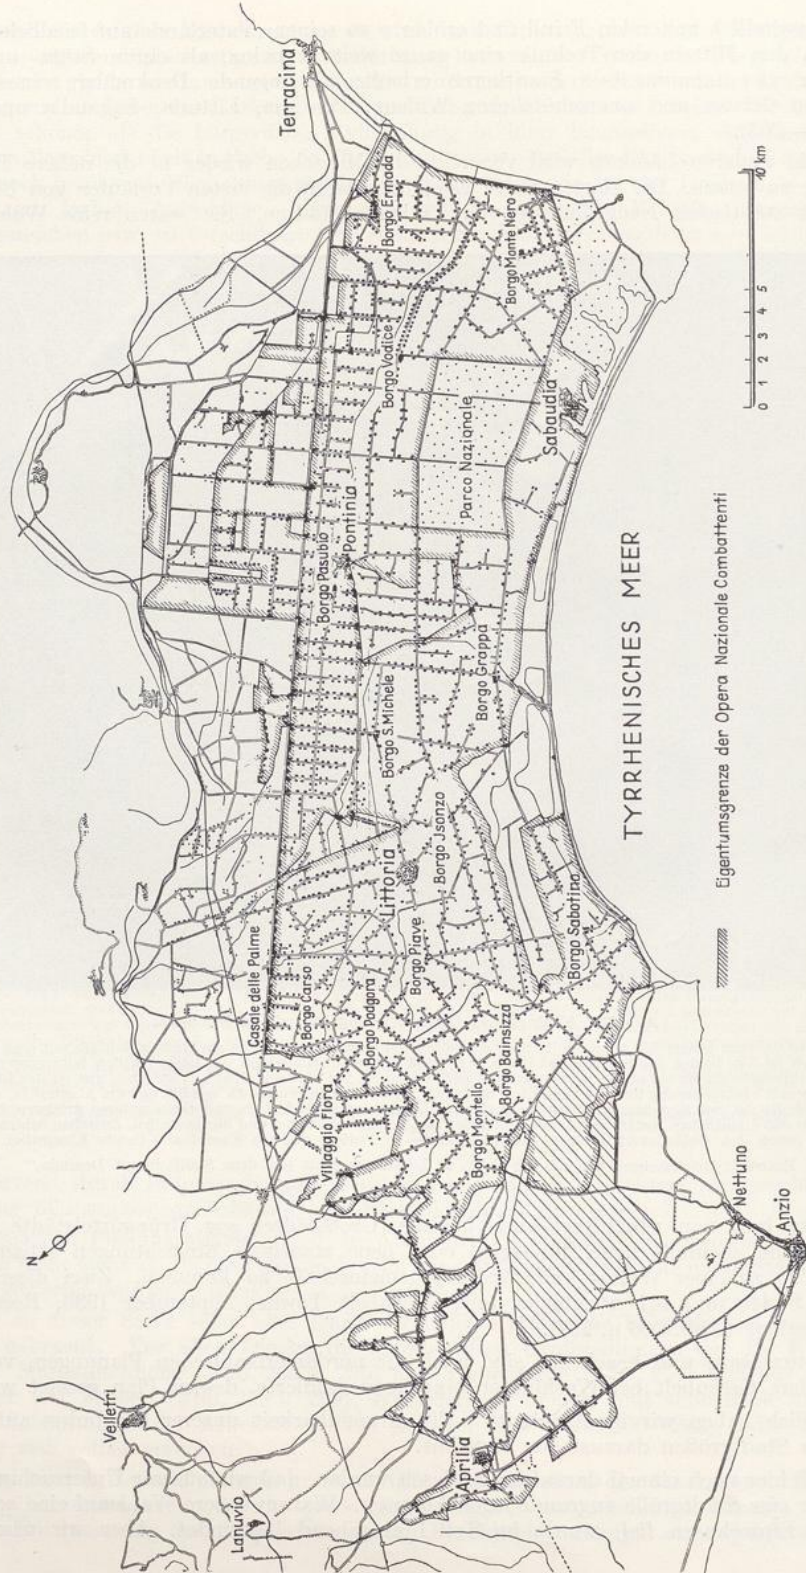 N
Velletri
Lanuvio
Aprilia
Anzio
Nettuno
Villaggio Flora
Casale delle Palme
Borgo Carso
Borgo Podgora
Borgo Piave
Littoria
Borgo Montello
Borgo Bainsizza
Borgo Sabotino
Borgo Jsonzo
Borgo S.Michele
Borgo Grappa
Borgo Pasubio
Pontinia
Borgo Vodice
Parco Nazionale
Sabaudia
Borgo Monte Nero
Borgo Ermada
Terracina
TYRRHENISCHES MEER
Eigentumsgrenze der Opera Nazionale Combattenti
0 1 2 3 4 5 10 km